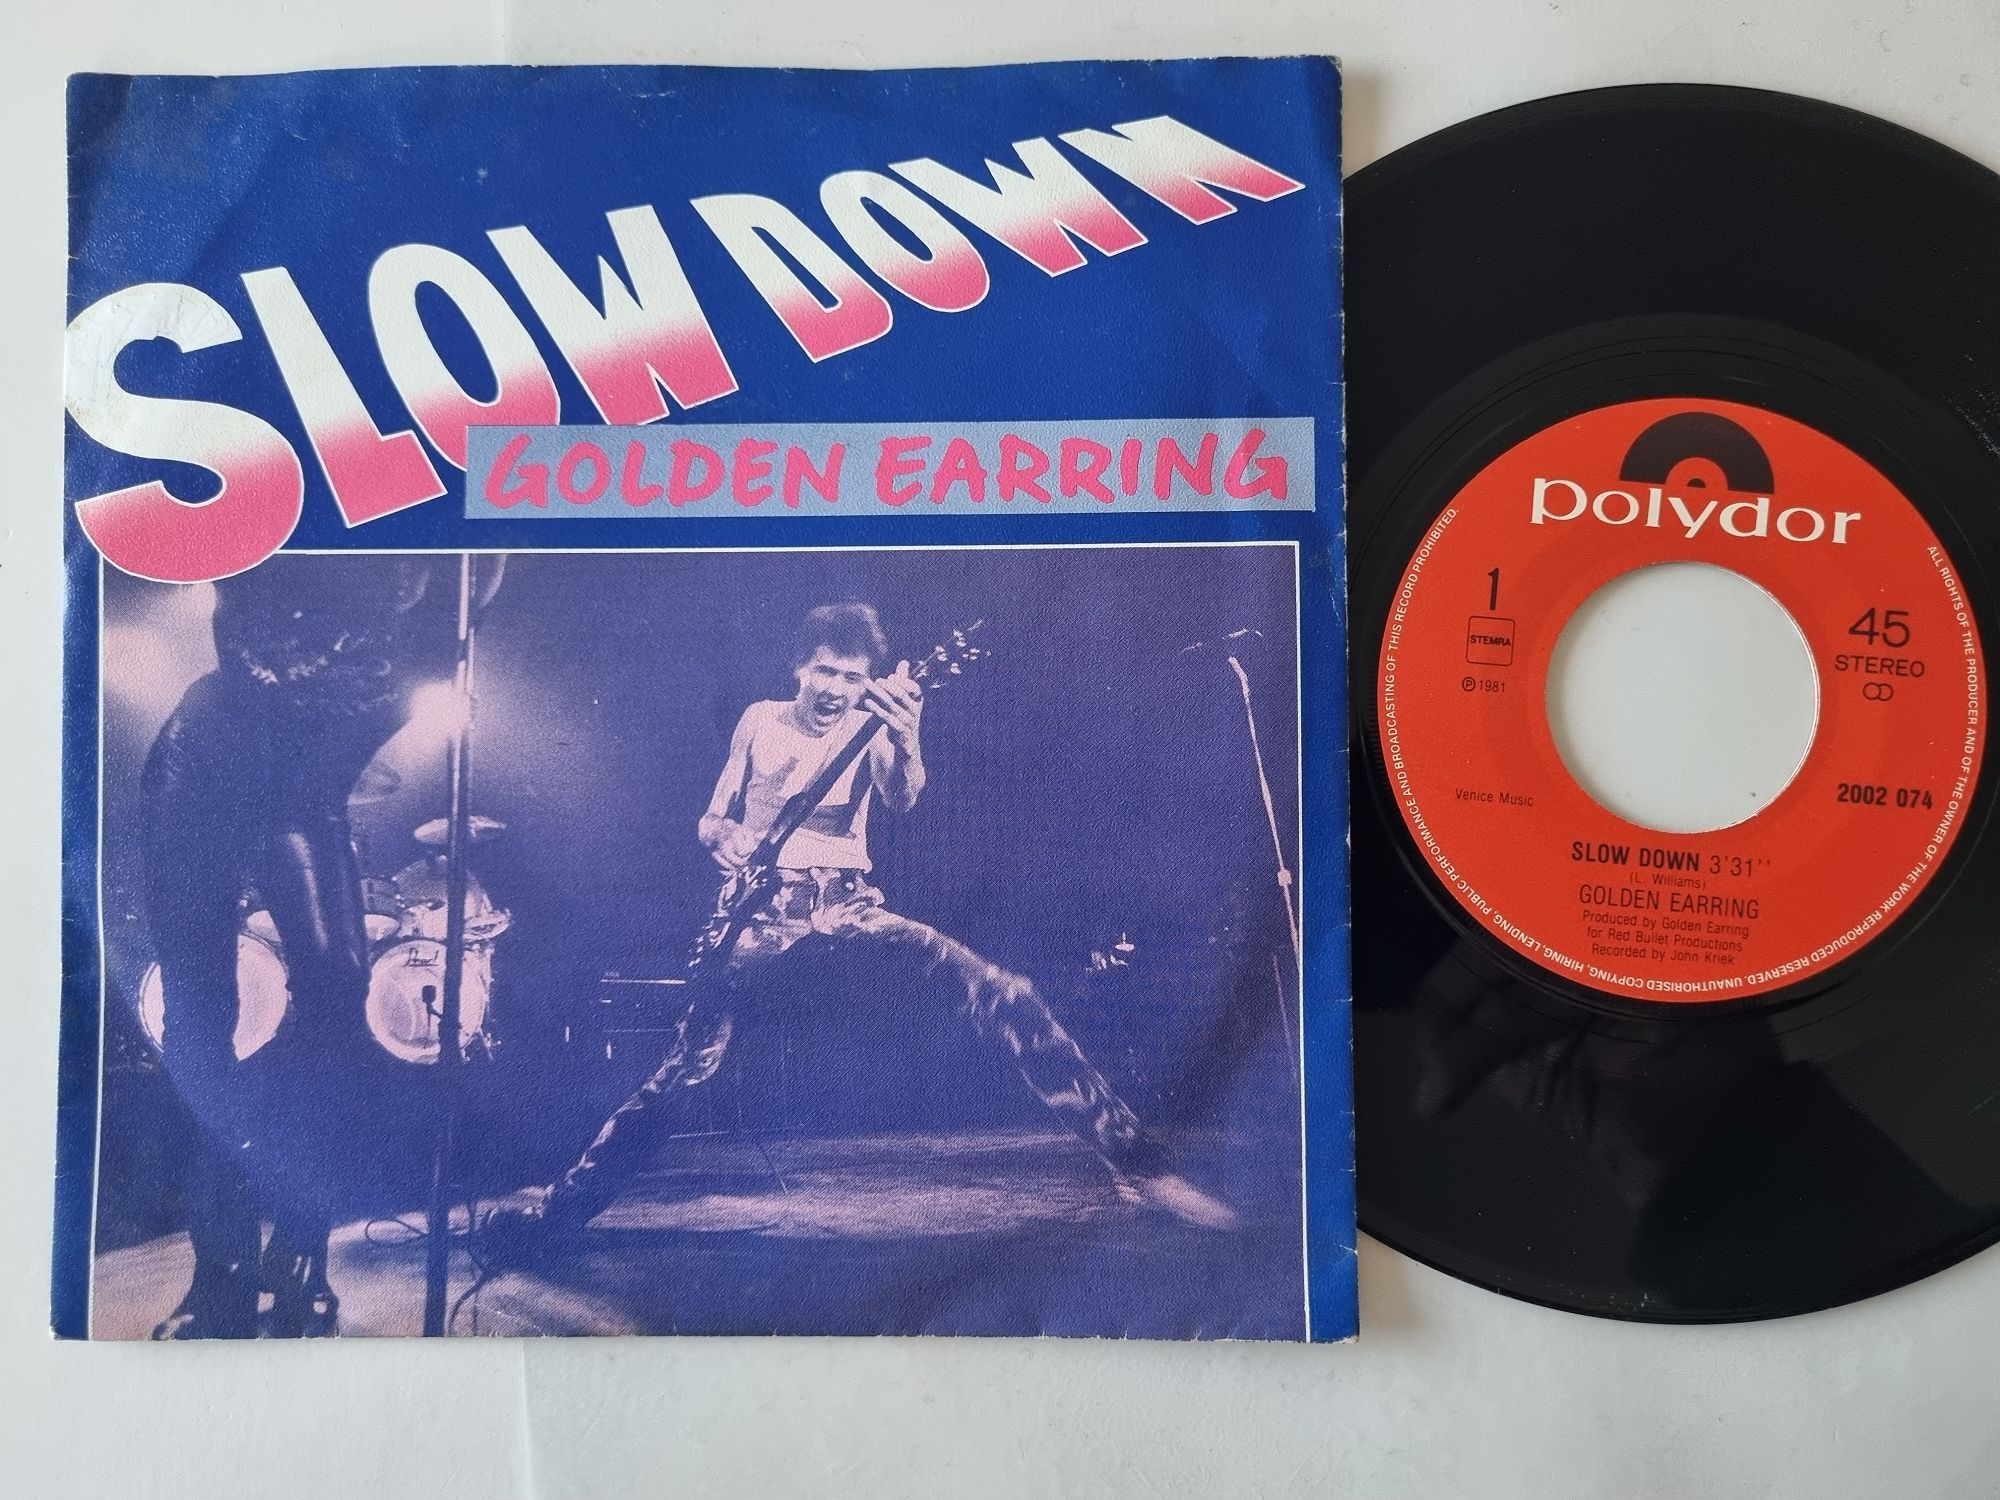 SLOW DOWN
GOLDEN EARRING
Pearl
polydor
1
STEMRA
℗ 1981
45
STEREO
Venice Music
2002 074
SLOW DOWN 3'31''
(L. Williams)
GOLDEN EARRING
Produced by Golden Earring
for Red Bullet Productions
Recorded by John Kriek
ALL RIGHTS OF THE PRODUCER AND OF THE OWNER OF THE WORK REPRODUCED RESERVED. UNAUTHORISED COPYING, HIRING, LENDING, PUBLIC PERFORMANCE AND BROADCASTING OF THIS RECORD PROHIBITED.